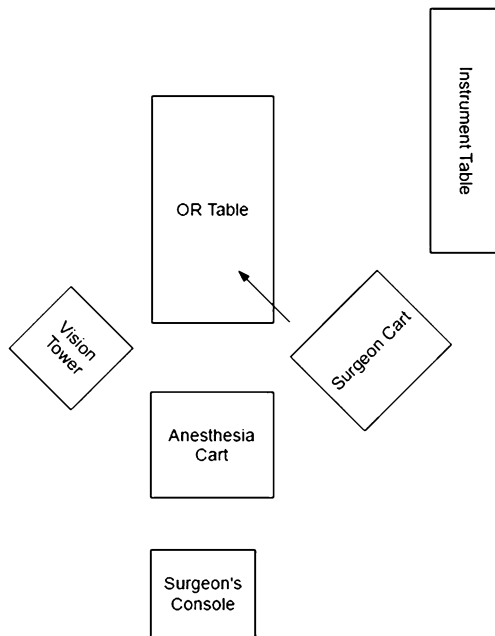 Instrument Table
OR Table
Vision
Tower
Surgeon Cart
Anesthesia
Cart
Surgeon's
Console